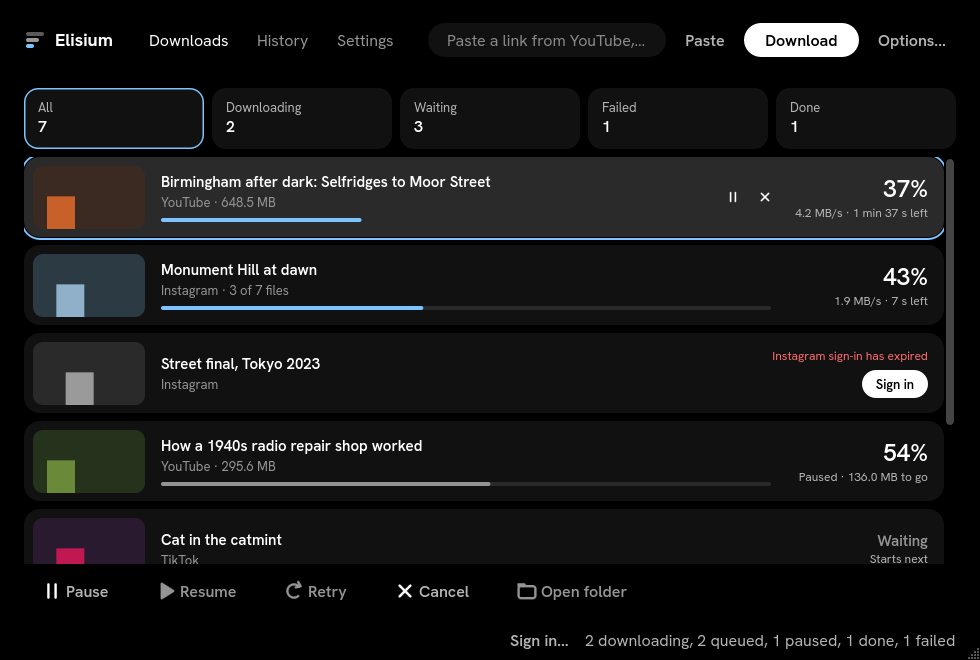 Elisium
Downloads
History
Settings
Paste a link from YouTube,...
Paste
Download
Options...
All
7
Downloading
2
Waiting
3
Failed
1
Done
1
Birmingham after dark: Selfridges to Moor Street
YouTube · 648.5 MB
37%
4.2 MB/s · 1 min 37 s left
Monument Hill at dawn
Instagram · 3 of 7 files
43%
1.9 MB/s · 7 s left
Street final, Tokyo 2023
Instagram
Instagram sign-in has expired
Sign in
How a 1940s radio repair shop worked
YouTube · 295.6 MB
54%
Paused · 136.0 MB to go
Cat in the catmint
TikTok
Waiting
Starts next
Pause
Resume
Retry
Cancel
Open folder
Sign in...
2 downloading, 2 queued, 1 paused, 1 done, 1 failed